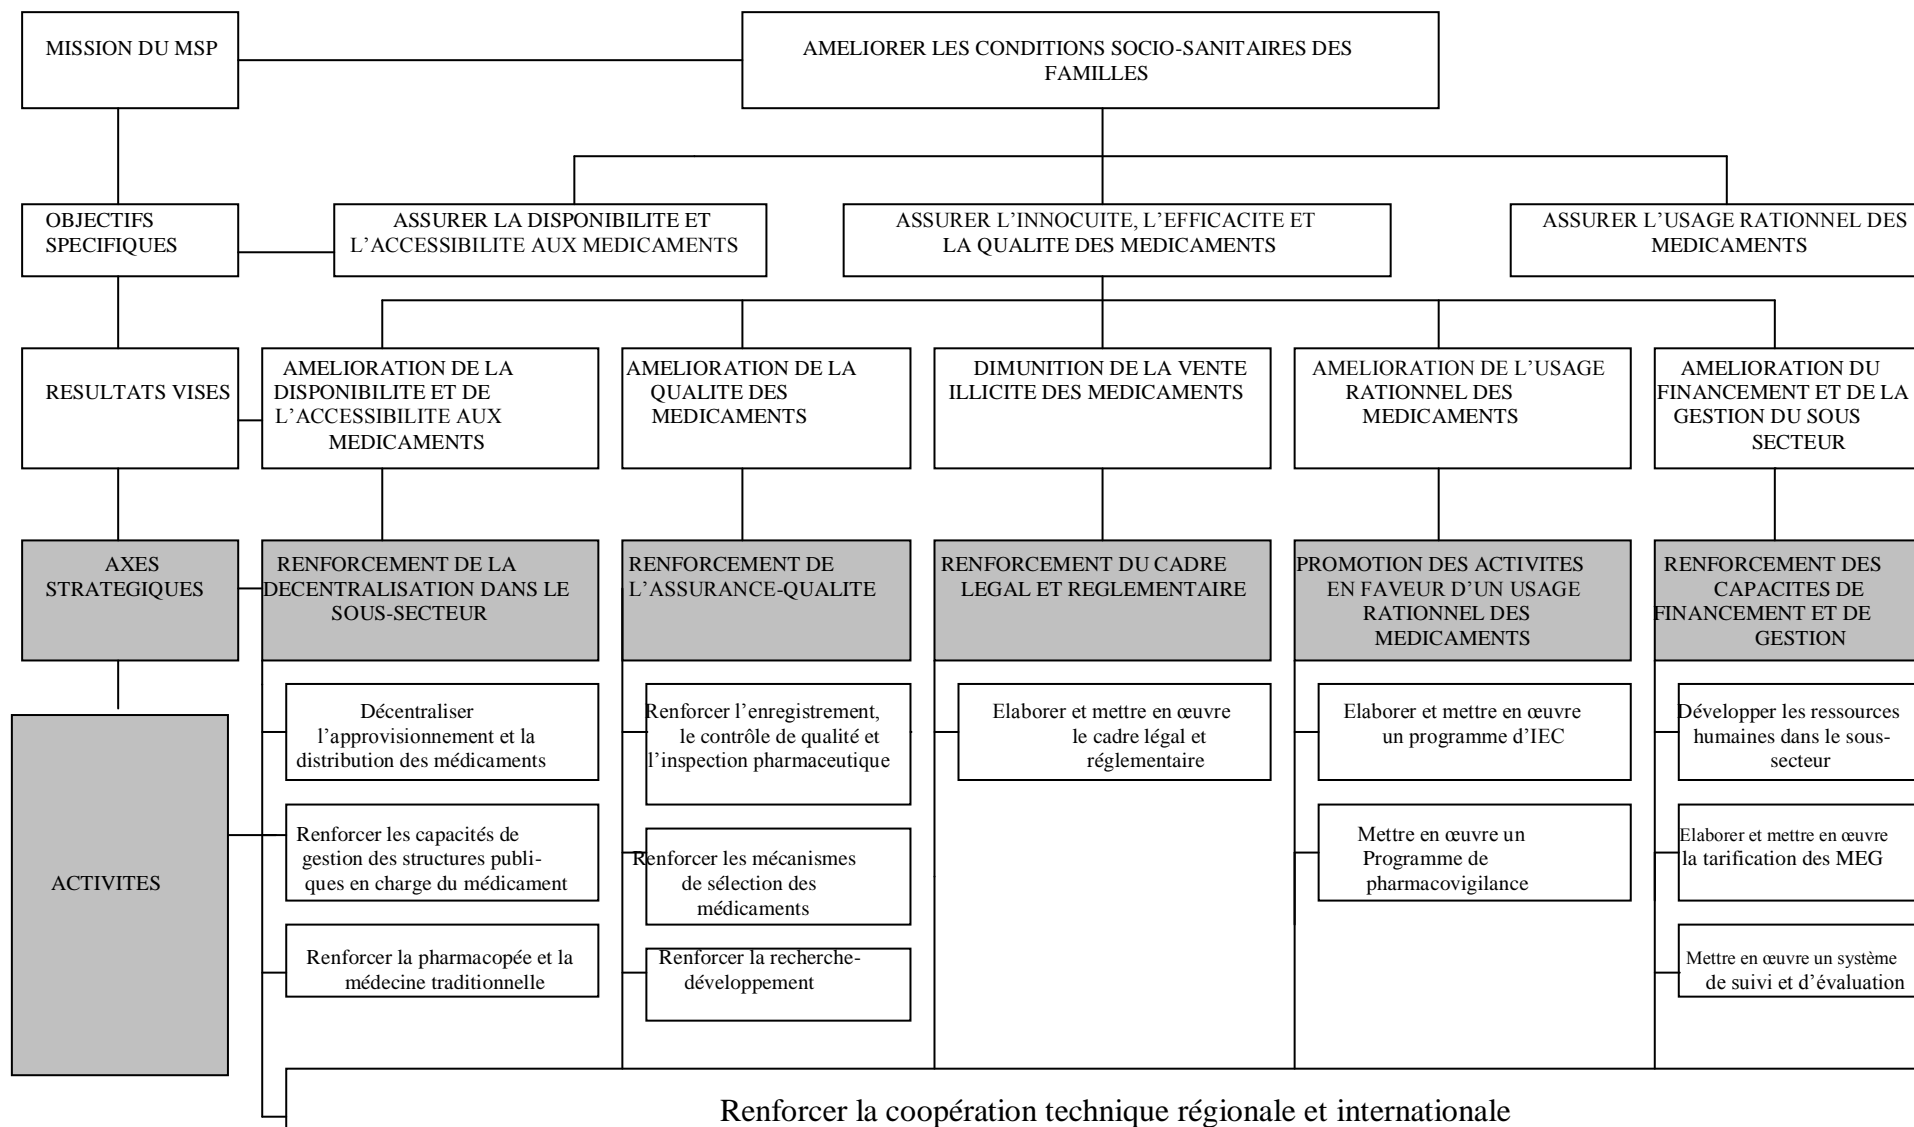 MISSION DU MSP
AMELIORER LES CONDITIONS SOCIO-SANITAIRES DES
FAMILLES
OBJECTIFS
SPECIFIQUES
ASSURER LA DISPONIBILITE ET
L’ACCESSIBILITE AUX MEDICAMENTS
ASSURER L’INNOCUITE, L’EFFICACITE ET
LA QUALITE DES MEDICAMENTS
ASSURER L’USAGE RATIONNEL DES
MEDICAMENTS
RESULTATS VISES
AMELIORATION DE LA
DISPONIBILITE ET DE
L’ACCESSIBILITE AUX
MEDICAMENTS
AMELIORATION DE LA
QUALITE DES
MEDICAMENTS
DIMUNITION DE LA VENTE
ILLICITE DES MEDICAMENTS
AMELIORATION DE L’USAGE
RATIONNEL DES
MEDICAMENTS
AMELIORATION DU
FINANCEMENT ET DE LA
GESTION DU SOUS
SECTEUR
AXES
STRATEGIQUES
RENFORCEMENT DE LA
DECENTRALISATION DANS LE
SOUS-SECTEUR
RENFORCEMENT DE
L’ASSURANCE-QUALITE
RENFORCEMENT DU CADRE
LEGAL ET REGLEMENTAIRE
PROMOTION DES ACTIVITES
EN FAVEUR D’UN USAGE
RATIONNEL DES
MEDICAMENTS
RENFORCEMENT DES
CAPACITES DE
FINANCEMENT ET DE
GESTION
ACTIVITES
Décentraliser
l’approvisionnement et la
distribution des médicaments
Renforcer les capacités de
gestion des structures publi-
ques en charge du médicament
Renforcer la pharmacopée et la
médecine traditionnelle
Renforcer l’enregistrement,
le contrôle de qualité et
l’inspection pharmaceutique
Renforcer les mécanismes
de sélection des
médicaments
Renforcer la recherche-
développement
Elaborer et mettre en œuvre
le cadre légal et
réglementaire
Elaborer et mettre en œuvre
un programme d’IEC
Mettre en œuvre un
Programme de
pharmacovigilance
Développer les ressources
humaines dans le sous-
secteur
Elaborer et mettre en œuvre
la tarification des MEG
Mettre en œuvre un système
de suivi et d’évaluation
Renforcer la coopération technique régionale et internationale